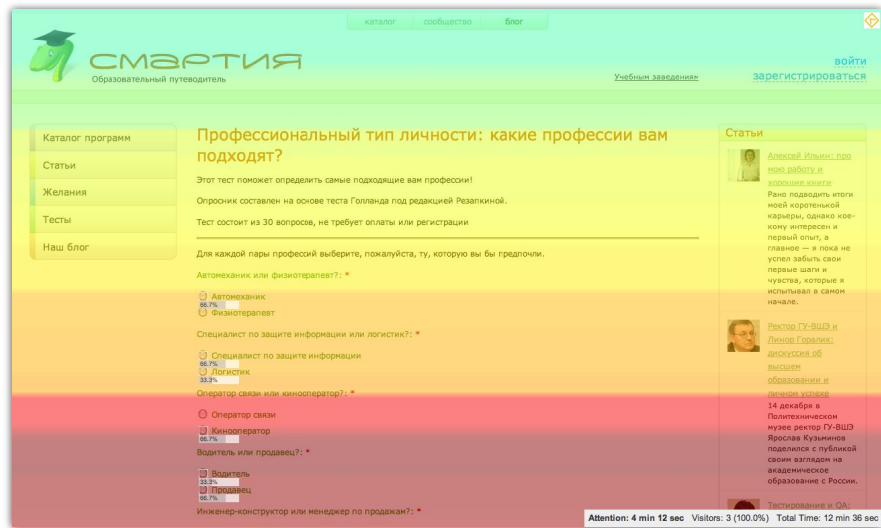 каталог сообщество блог
смартия
Образовательный путеводитель
Учебным заведениям
войти
зарегистрироваться
Каталог программ
Статьи
Желания
Тесты
Наш блог
Профессиональный тип личности: какие профессии вам
подходят?
Этот тест поможет определить самые подходящие вам профессии!
Опросник составлен на основе теста Голланда под редакцией Резапкиной.
Тест состоит из 30 вопросов, не требует оплаты или регистрации
Для каждой пары профессий выберите, пожалуйста, ту, которую вы бы предпочли.
Автомеханик или физиотерапевт?: *
Автомеханик
66.7%
Физиотерапевт
Специалист по защите информации или логистик?: *
Специалист по защите информации
66.7%
Логистик
33.3%
Оператор связи или кинооператор?: *
Оператор связи
Кинооператор
66.7%
Водитель или продавец?: *
Водитель
33.3%
Продавец
66.7%
Инженер-конструктор или менеджер по продажам?: *
Статьи
Алексей Ильин: про
мою работу и
хорошие книги
Рано подводить итоги
моей коротенькой
карьеры, однако кое-
кому интересен и
первый опыт, а
главное — я пока не
успел забыть свои
первые шаги и
чувства, которые я
испытывал в самом
начале.
Ректор ГУ-ВШЭ и
Линор Горалик:
дискуссия об
высшем
образовании и
личном успехе
14 декабря в
Политехническом
музее ректор ГУ-ВШЭ
Ярослав Кузьминов
поделился с публикой
своим взглядом на
академическое
образование с России.
Тестирование и QA:
Attention: 4 min 12 sec Visitors: 3 (100.0%) Total Time: 12 min 36 sec